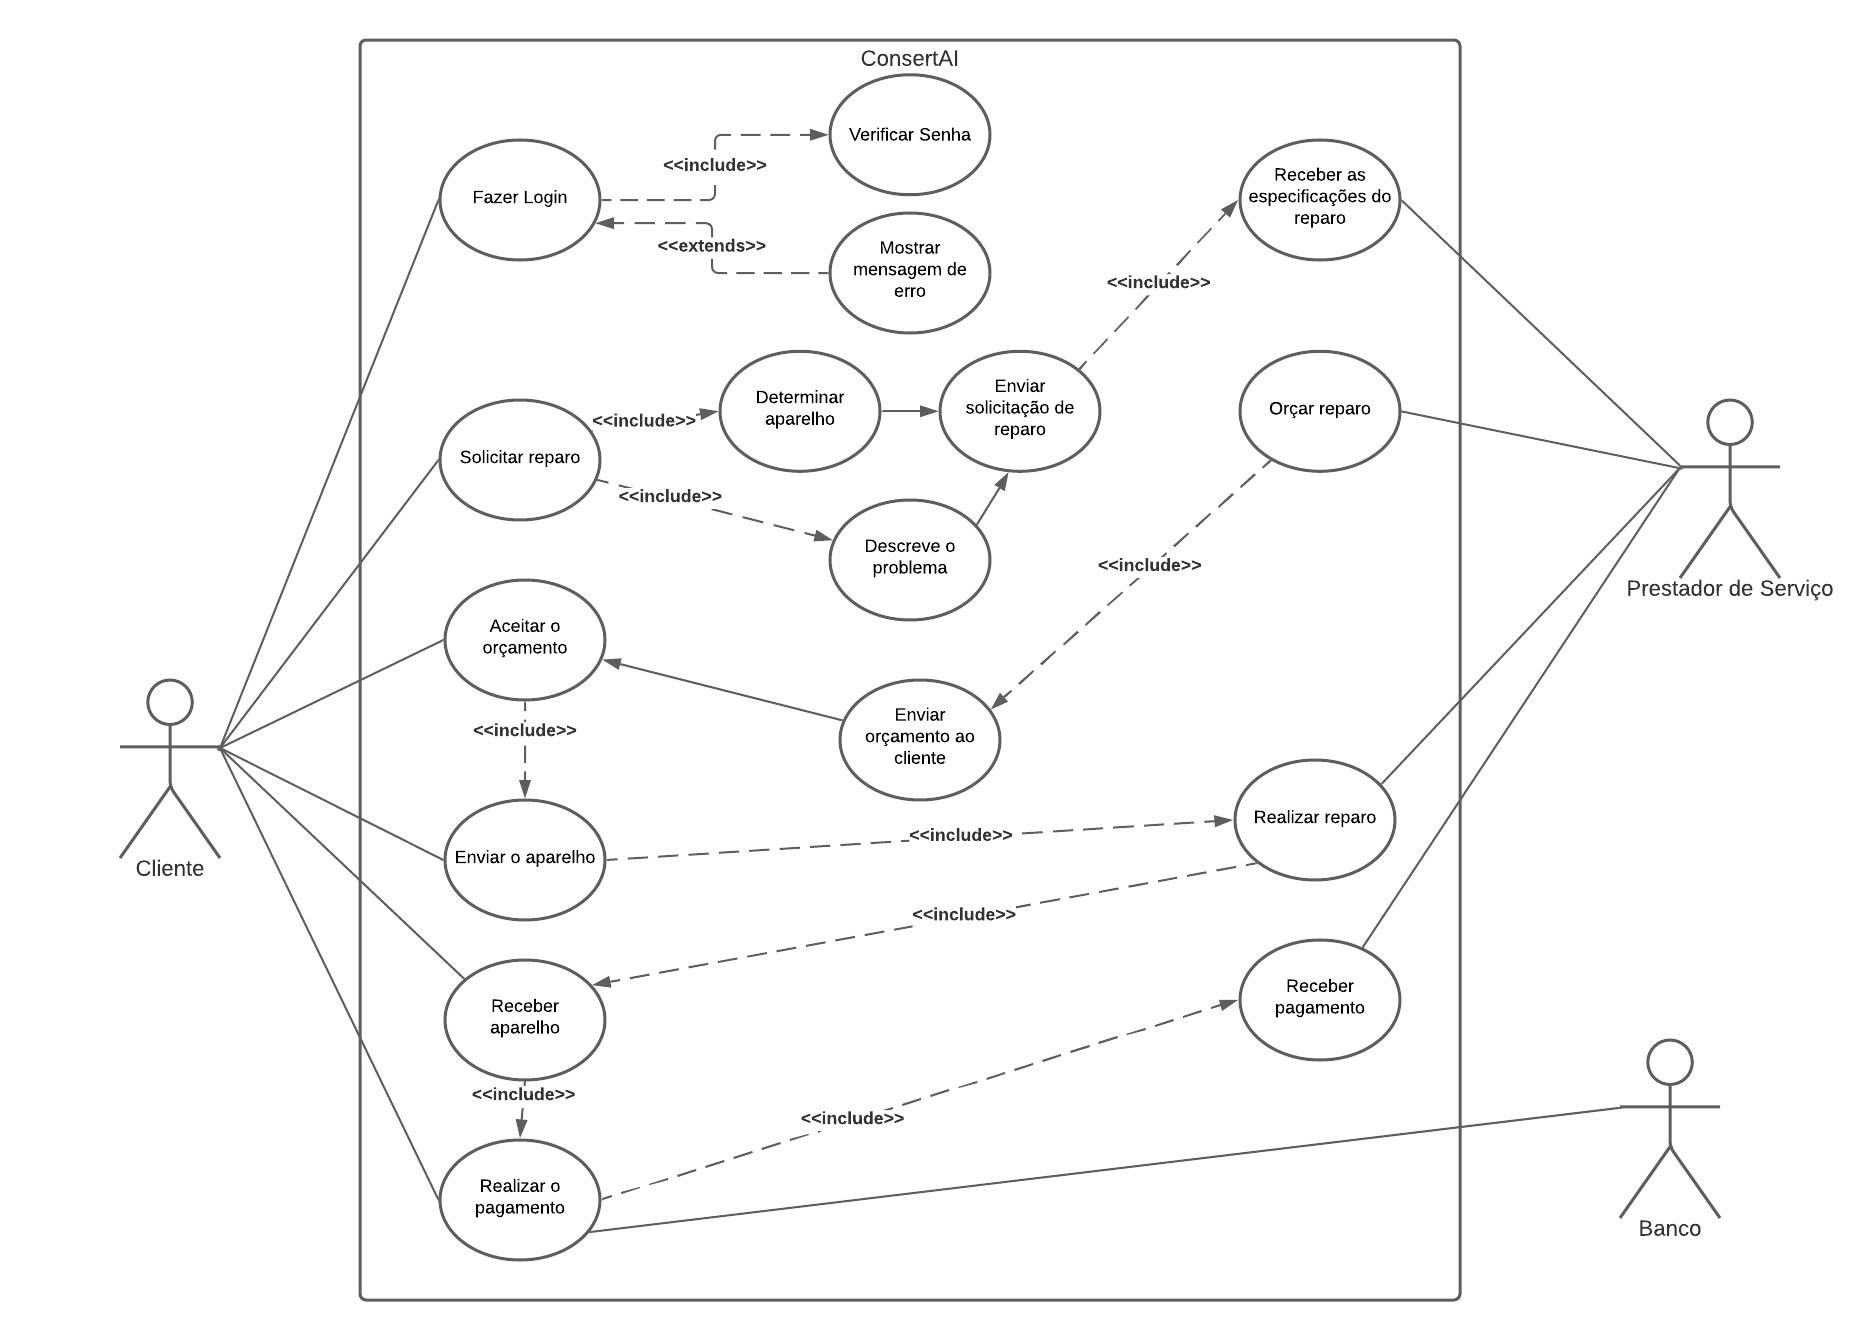 ConsertAI
Verificar Senha
<<include>>
Fazer Login
<<extends>>
Mostrar
mensagem de
erro
Receber as
especificações do
reparo
<<include>>
Solicitar reparo
<<include>>
Determinar
aparelho
Enviar
solicitação de
reparo
Orçar reparo
<<include>>
Descreve o
problema
<<include>>
Prestador de Serviço
Aceitar o
orçamento
<<include>>
Enviar
orçamento ao
cliente
Cliente
Enviar o aparelho
<<include>>
Realizar reparo
<<include>>
Receber
aparelho
Receber
pagamento
<<include>>
<<include>>
Realizar o
pagamento
Banco